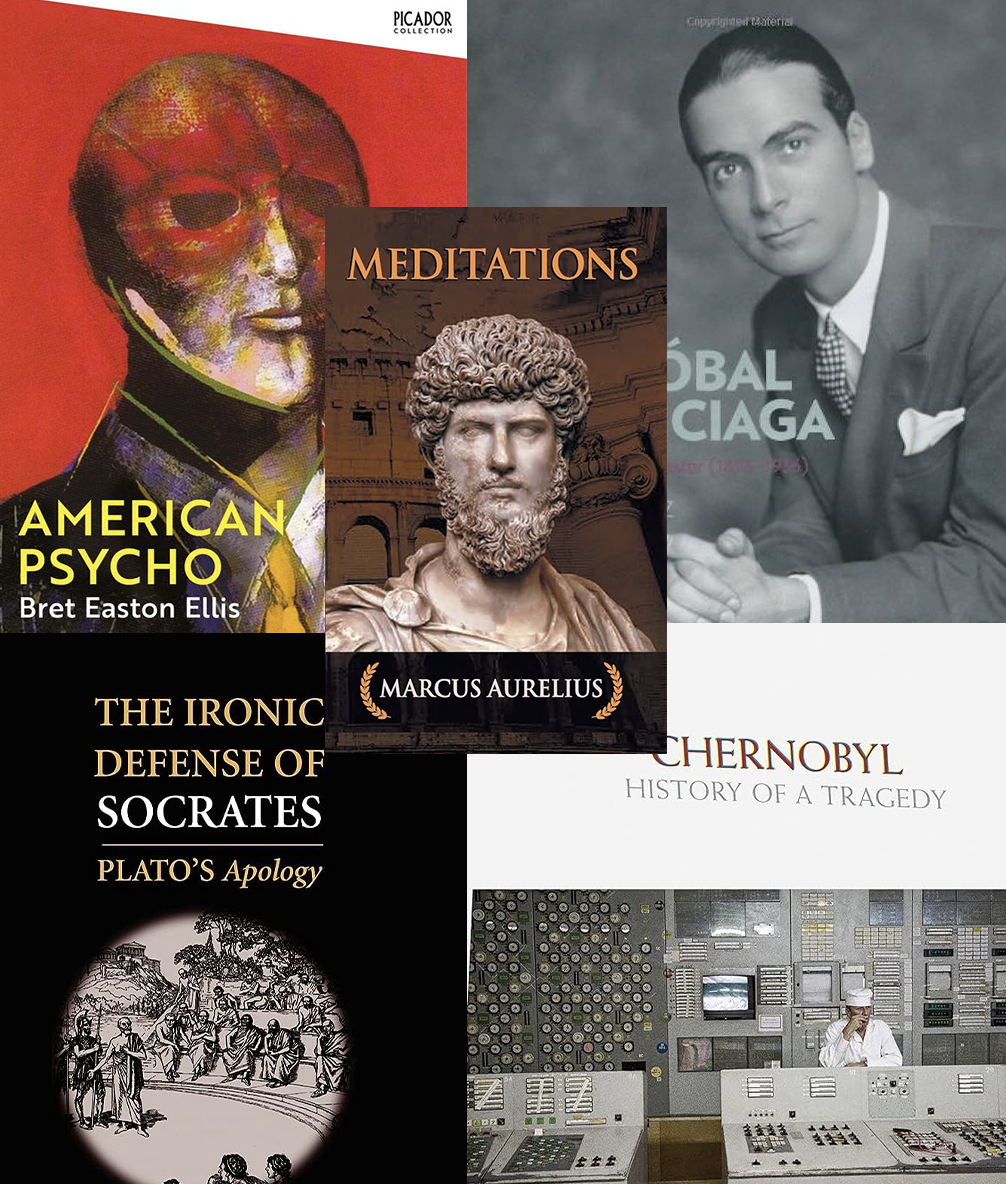 PICADOR
COLLECTION
AMERICAN
PSYCHO
Bret Easton Ellis
Copyrighted Material
ÓBAL
CIAGA
MEDITATIONS
MARCUS AURELIUS
THE IRONIC
DEFENSE OF
SOCRATES
PLATO'S Apology
CHERNOBYL
HISTORY OF A TRAGEDY